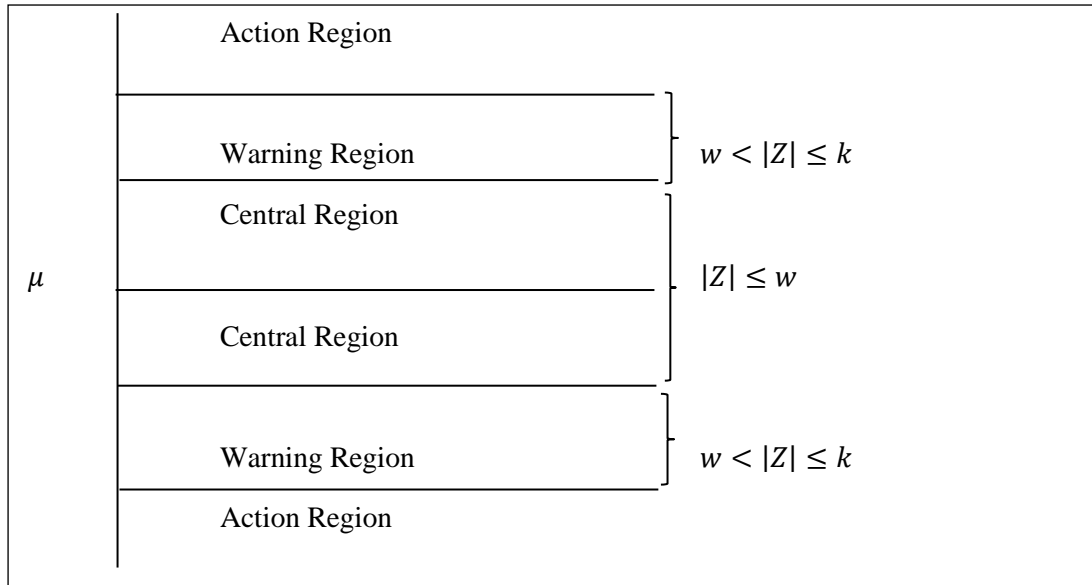 Action Region
Warning Region
𝑤 < |𝑍| ≤ 𝑘
Central Region
𝜇
|𝑍| ≤ 𝑤
Central Region
Warning Region
𝑤 < |𝑍| ≤ 𝑘
Action Region